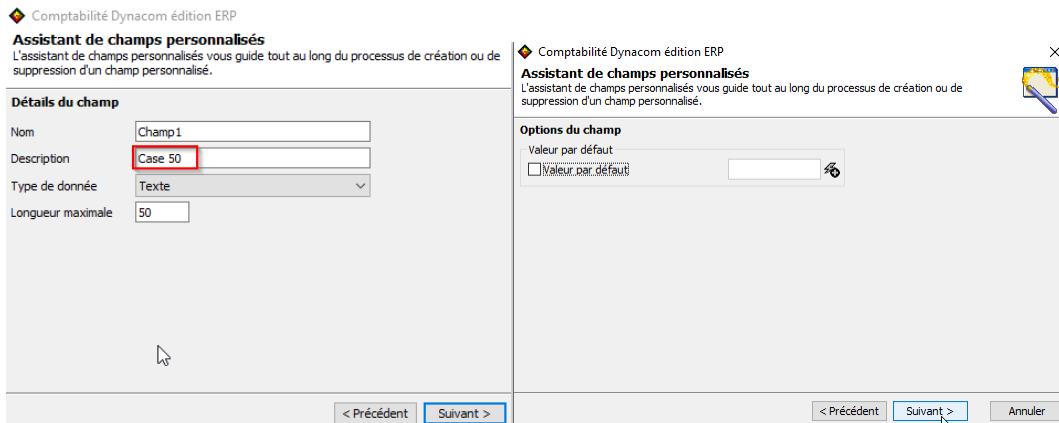 Comptabilité Dynacom édition ERP
Assistant de champs personnalisés
L'assistant de champs personnalisés vous guide tout au long du processus de création ou de
suppression d'un champ personnalisé.
Détails du champ
Nom Champ1
Description Case 50
Type de donnée Texte
Longueur maximale 50
< Précédent Suivant >
Comptabilité Dynacom édition ERP
Assistant de champs personnalisés
L'assistant de champs personnalisés vous guide tout au long du processus de création ou de
suppression d'un champ personnalisé.
Options du champ
Valeur par défaut
Valeur par défaut
< Précédent Suivant > Annuler